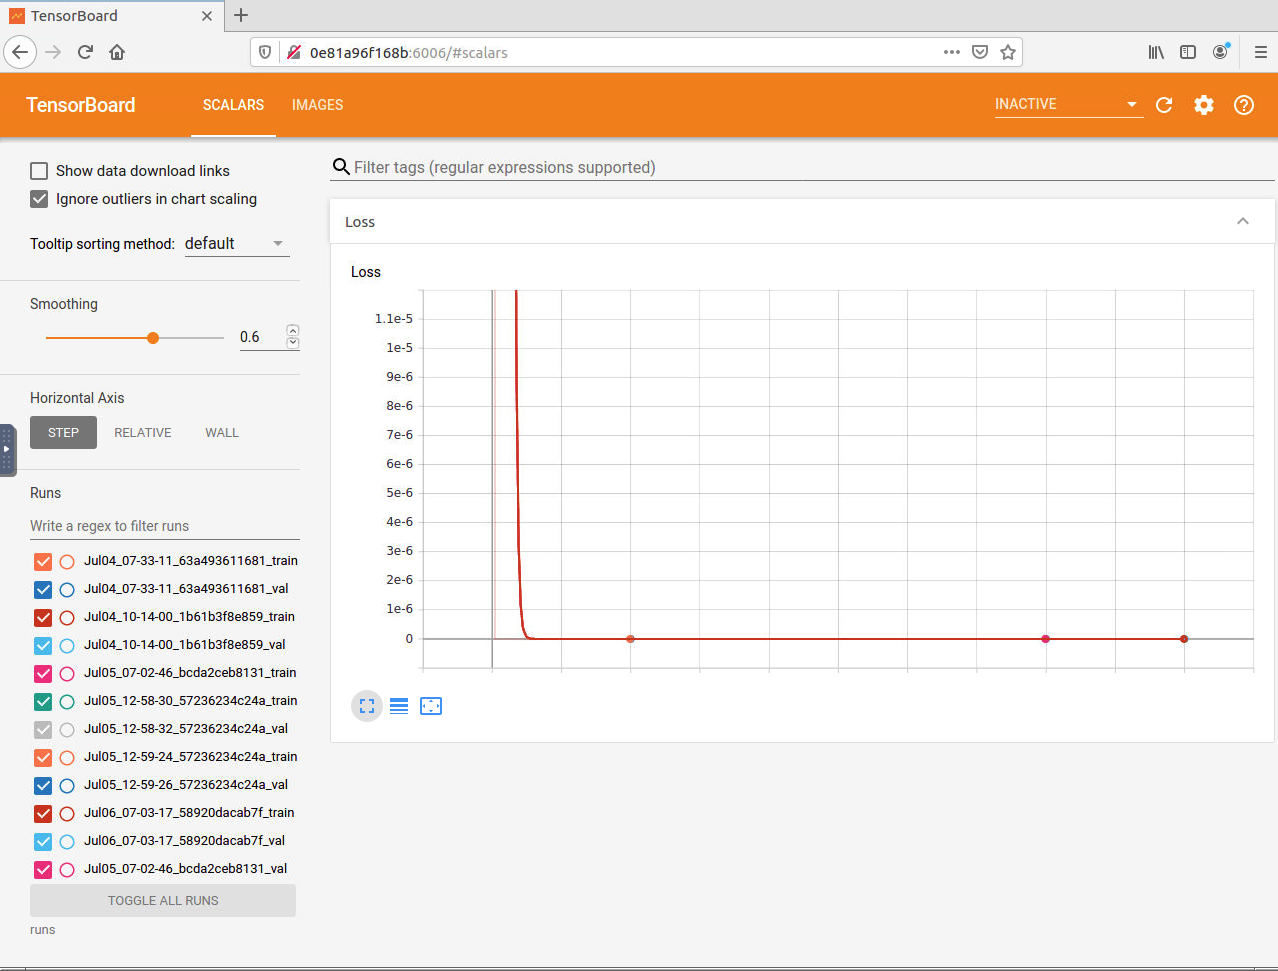 TensorBoard
0e81a96f168b:6006/#scalars
TensorBoard
SCALARS
IMAGES
INACTIVE
Show data download links
Ignore outliers in chart scaling
Tooltip sorting method: default
Smoothing
0.6
Horizontal Axis
STEP
RELATIVE
WALL
Runs
Write a regex to filter runs
Jul04_07-33-11_63a493611681_train
Jul04_07-33-11_63a493611681_val
Jul04_10-14-00_1b61b3f8e859_train
Jul04_10-14-00_1b61b3f8e859_val
Jul05_07-02-46_bcda2ceb8131_train
Jul05_12-58-30_57236234c24a_train
Jul05_12-58-32_57236234c24a_val
Jul05_12-59-24_57236234c24a_train
Jul05_12-59-26_57236234c24a_val
Jul06_07-03-17_58920dacab7f_train
Jul06_07-03-17_58920dacab7f_val
Jul05_07-02-46_bcda2ceb8131_val
TOGGLE ALL RUNS
runs
Filter tags (regular expressions supported)
Loss
Loss
1.1e-5
1e-5
9e-6
8e-6
7e-6
6e-6
5e-6
4e-6
3e-6
2e-6
1e-6
0